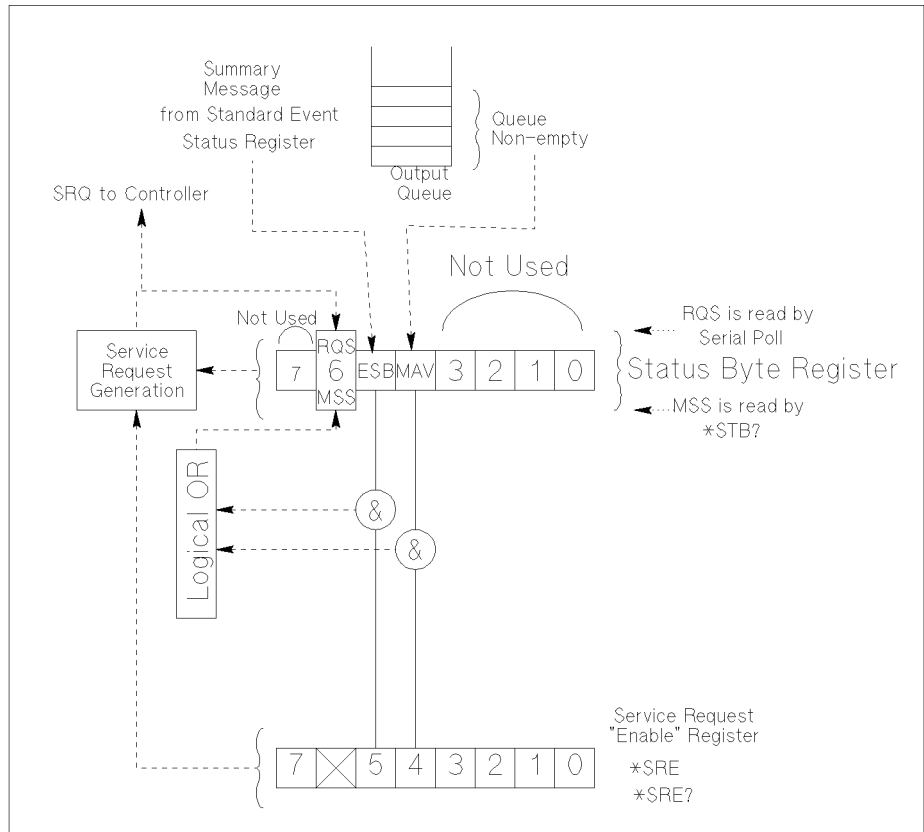 Summary
Message
from Standard Event
Status Register
Queue
Non-empty
Output
Queue
SRQ to Controller
Not Used
Not Used
RQS is read by
Serial Poll
Service
Request
Generation
7
RQS
6
MSS
ESB
MAV
3
2
1
0
Status Byte Register
MSS is read by
*STB?
Logical OR
&
&
Service Request
"Enable" Register
7
5
4
3
2
1
0
*SRE
*SRE?